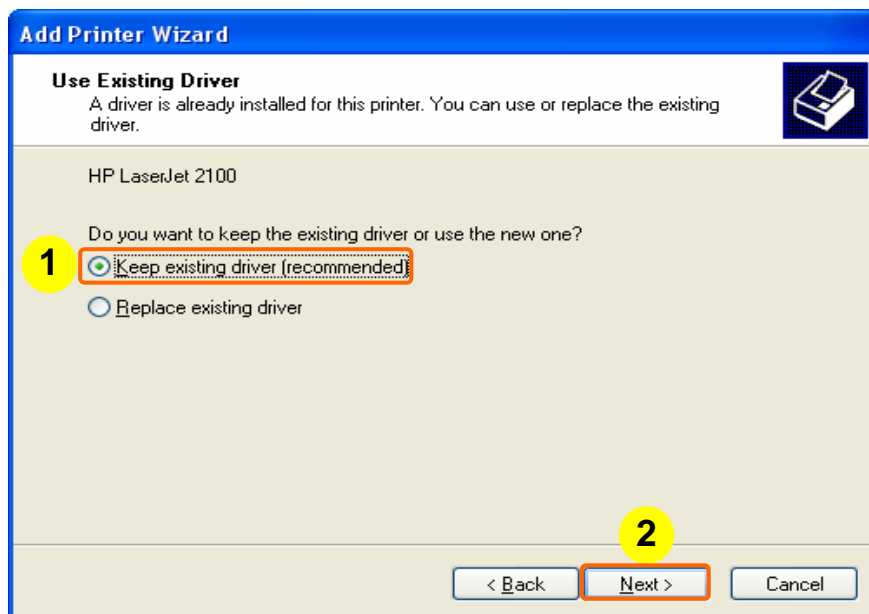 Add Printer Wizard
Use Existing Driver
A driver is already installed for this printer. You can use or replace the existing
driver.
HP LaserJet 2100
Do you want to keep the existing driver or use the new one?
1
Keep existing driver (recommended)
Replace existing driver
2
< Back
Next >
Cancel